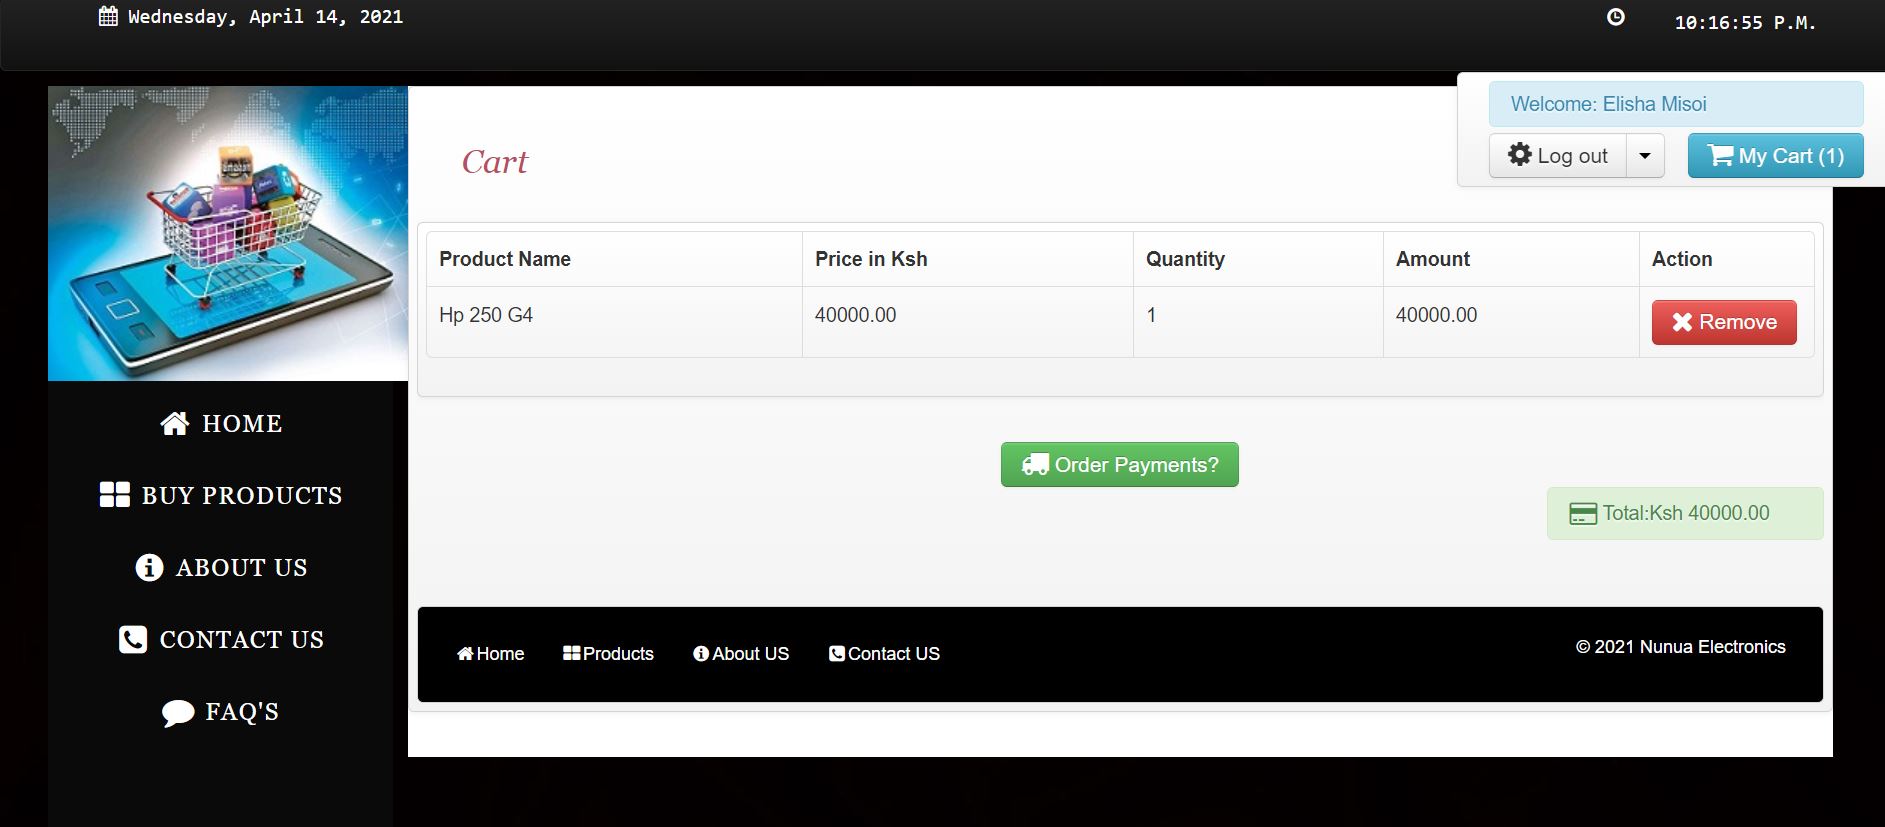 Wednesday, April 14, 2021
10:16:55 P.M.
Welcome: Elisha Misoi
Log out
My Cart (1)
Cart
Product Name Price in Ksh Quantity Amount Action
Hp 250 G4 40000.00 1 40000.00 Remove
Order Payments?
Total:Ksh 40000.00
HOME
BUY PRODUCTS
ABOUT US
CONTACT US
FAQ'S
Home Products About US Contact US
© 2021 Nunua Electronics